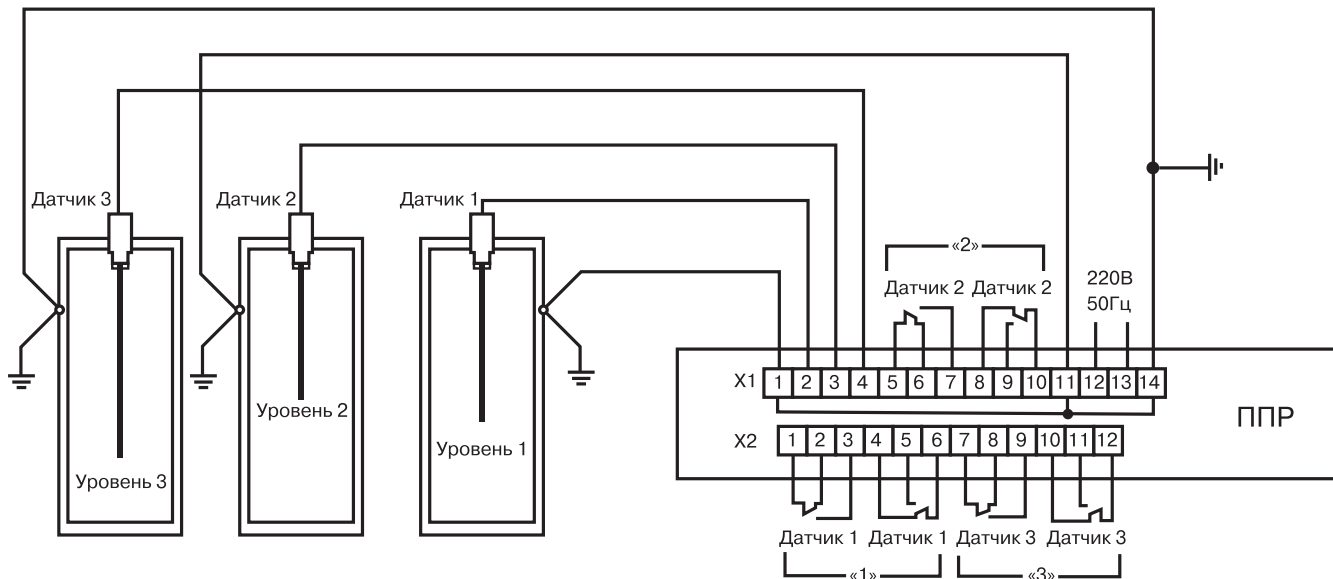 Датчик 3
Датчик 2
Датчик 1
Уровень 3
Уровень 2
Уровень 1
«2»
Датчик 2 Датчик 2
220В
50Гц
X1 1 2 3 4 5 6 7 8 9 10 11 12 13 14
ППР
X2 1 2 3 4 5 6 7 8 9 10 11 12
Датчик 1 Датчик 1 Датчик 3 Датчик 3
«1» «3»